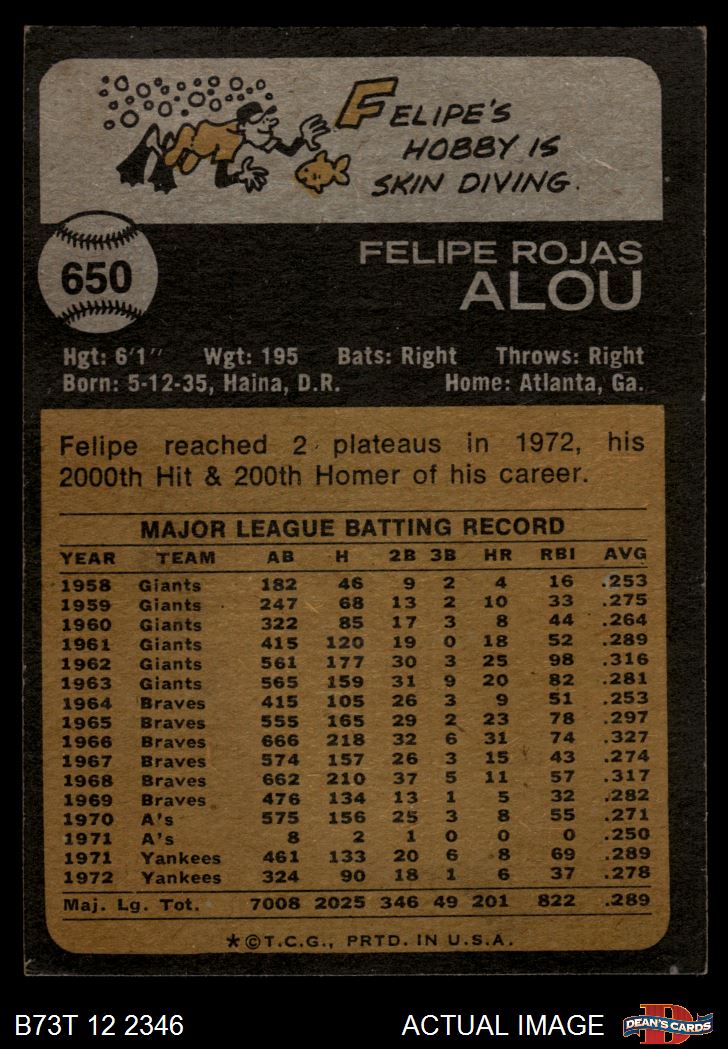 FELIPE'S
HOBBY IS
SKIN DIVING.
650
FELIPE ROJAS
ALOU
Hgt: 6'1" Wgt: 195 Bats: Right Throws: Right
Born: 5-12-35, Haina, D.R. Home: Atlanta, Ga.
Felipe reached 2 plateaus in 1972, his
2000th Hit & 200th Homer of his career.
MAJOR LEAGUE BATTING RECORD
YEAR TEAM AB H 2B 3B HR RBI AVG
1958 Giants 182 46 9 2 4 16 .253
1959 Giants 247 68 13 2 10 33 .275
1960 Giants 322 85 17 3 8 44 .264
1961 Giants 415 120 19 0 18 52 .289
1962 Giants 561 177 30 3 25 98 .316
1963 Giants 565 159 31 9 20 82 .281
1964 Braves 415 105 26 3 9 51 .253
1965 Braves 555 165 29 2 23 78 .297
1966 Braves 666 218 32 6 31 74 .327
1967 Braves 574 157 26 3 15 43 .274
1968 Braves 662 210 37 5 11 57 .317
1969 Braves 476 134 13 1 5 32 .282
1970 A's 575 156 25 3 8 55 .271
1971 A's 8 2 1 0 0 0 .250
1971 Yankees 461 133 20 6 8 69 .289
1972 Yankees 324 90 18 1 6 37 .278
Maj. Lg. Tot. 7008 2025 346 49 201 822 .289
*©T.C.G., PRTD. IN U.S.A.
B73T 12 2346 ACTUAL IMAGE DEAN'S CARDS